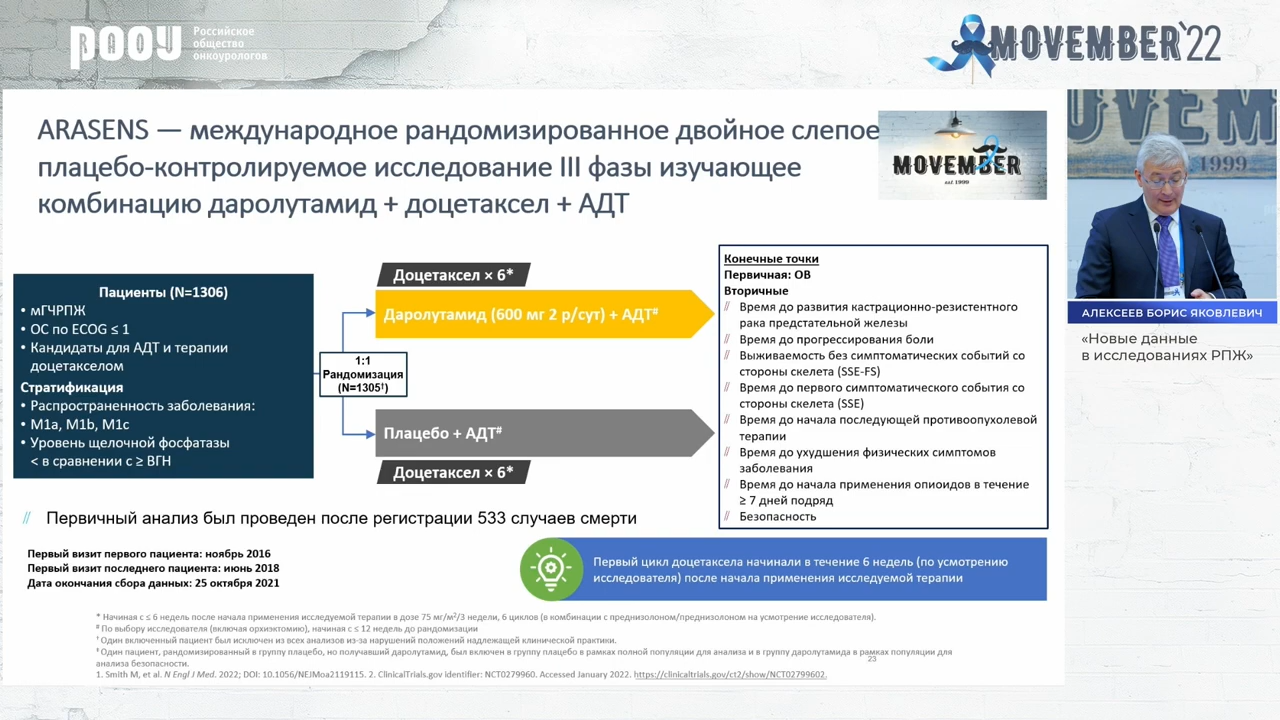 РООУ
Российское
общество
онкоурологов
MOVEMBER'22
ARASENS — международное рандомизированное двойное слепое
плацебо-контролируемое исследование III фазы изучающее
комбинацию даролутамид + доцетаксел + АДТ
MOVEMBER
est. 1999
Пациенты (N=1306)
• мГЧРПЖ
• ОС по ECOG ≤ 1
• Кандидаты для АДТ и терапии
доцетакселом
Стратификация
• Распространенность заболевания:
• M1a, M1b, M1c
• Уровень щелочной фосфатазы
< в сравнении с ≥ ВГН
1:1
Рандомизация
(N=1305‡)
Доцетаксел × 6*
Даролутамид (600 мг 2 р/сут) + АДТ#
Плацебо + АДТ#
Доцетаксел × 6*
Конечные точки
Первичная: ОВ
Вторичные
// Время до развития кастрационно-резистентного
рака предстательной железы
// Время до прогрессирования боли
// Выживаемость без симптоматических событий со
стороны скелета (SSE-FS)
// Время до первого симптоматического события со
стороны скелета (SSE)
// Время до начала последующей противоопухолевой
терапии
// Время до ухудшения физических симптомов
заболевания
// Время до начала применения опиоидов в течение
≥ 7 дней подряд
// Безопасность
// Первичный анализ был проведен после регистрации 533 случаев смерти
Первый визит первого пациента: ноябрь 2016
Первый визит последнего пациента: июнь 2018
Дата окончания сбора данных: 25 октября 2021
Первый цикл доцетаксела начинали в течение 6 недель (по усмотрению
исследователя) после начала применения исследуемой терапии
* Начиная с ≤ 6 недель после начала применения исследуемой терапии в дозе 75 мг/м²/3 недели, 6 циклов (в комбинации с преднизолоном/преднизолоном на усмотрение исследователя).
# По выбору исследователя (включая орхиэктомию), начиная с ≤ 12 недель до рандомизации
† Один включенный пациент был исключен из всех анализов из-за нарушений положений надлежащей клинической практики.
‡ Один пациент, рандомизированный в группу плацебо, но получавший даролутамид, был включен в группу плацебо в рамках полной популяции для анализа и в группу даролутамида в рамках популяции для
анализа безопасности.
23
1. Smith M, et al. N Engl J Med. 2022; DOI: 10.1056/NEJMoa2119115. 2. ClinicalTrials.gov identifier: NCT0279960. Accessed January 2022. https://clinicaltrials.gov/ct2/show/NCT02799602.
OVEM
1999
АЛЕКСЕЕВ БОРИС ЯКОВЛЕВИЧ
«Новые данные
в исследованиях РПЖ»